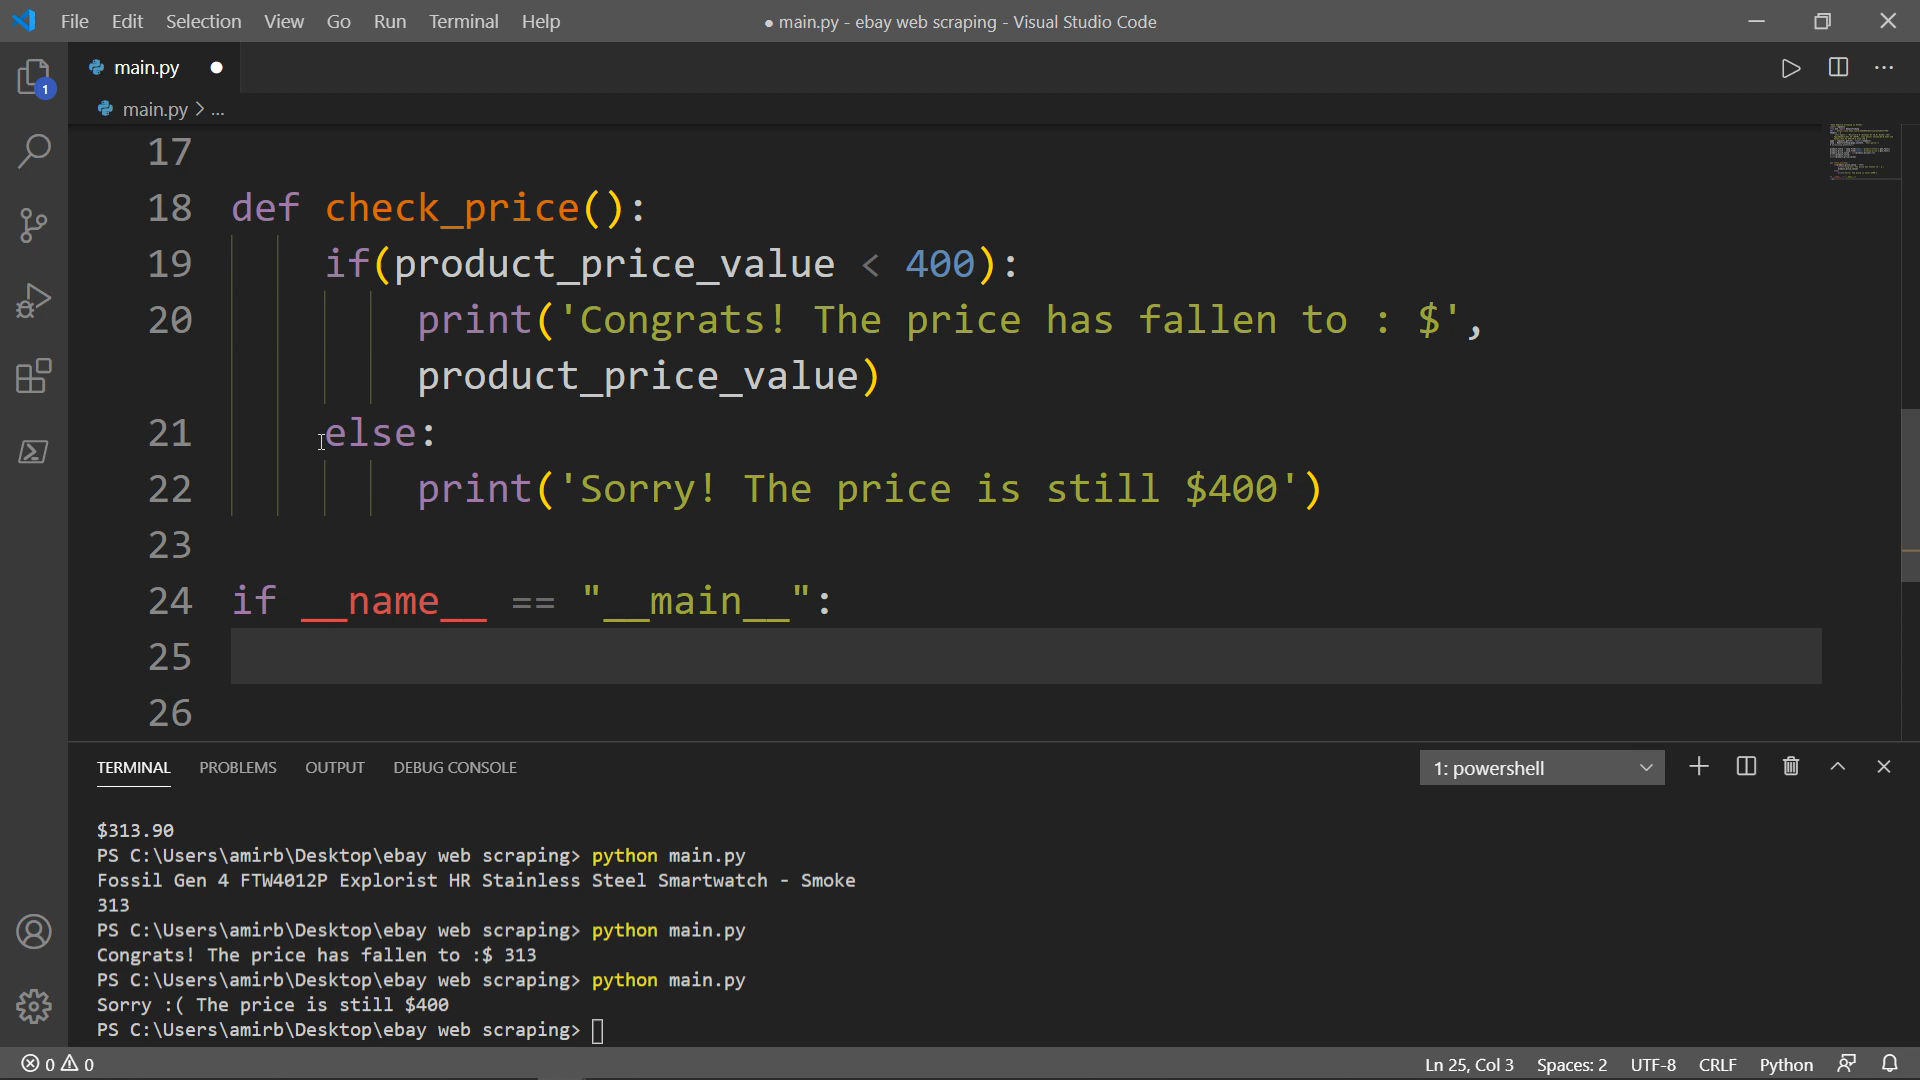 File Edit Selection View Go Run Terminal Help ● main.py - ebay web scraping - Visual Studio Code
1
main.py
main.py > ...
17
18 def check_price():
19 if(product_price_value < 400):
20 print('Congrats! The price has fallen to : $',
product_price_value)
21 else:
22 print('Sorry! The price is still $400')
23
24 if __name__ == "__main__":
25
26
TERMINAL PROBLEMS OUTPUT DEBUG CONSOLE 1: powershell
$313.90
PS C:\Users\amirb\Desktop\ebay web scraping> python main.py
Fossil Gen 4 FTW4012P Explorist HR Stainless Steel Smartwatch - Smoke
313
PS C:\Users\amirb\Desktop\ebay web scraping> python main.py
Congrats! The price has fallen to :$ 313
PS C:\Users\amirb\Desktop\ebay web scraping> python main.py
Sorry :( The price is still $400
PS C:\Users\amirb\Desktop\ebay web scraping>
0 0 Ln 25, Col 3 Spaces: 2 UTF-8 CRLF Python